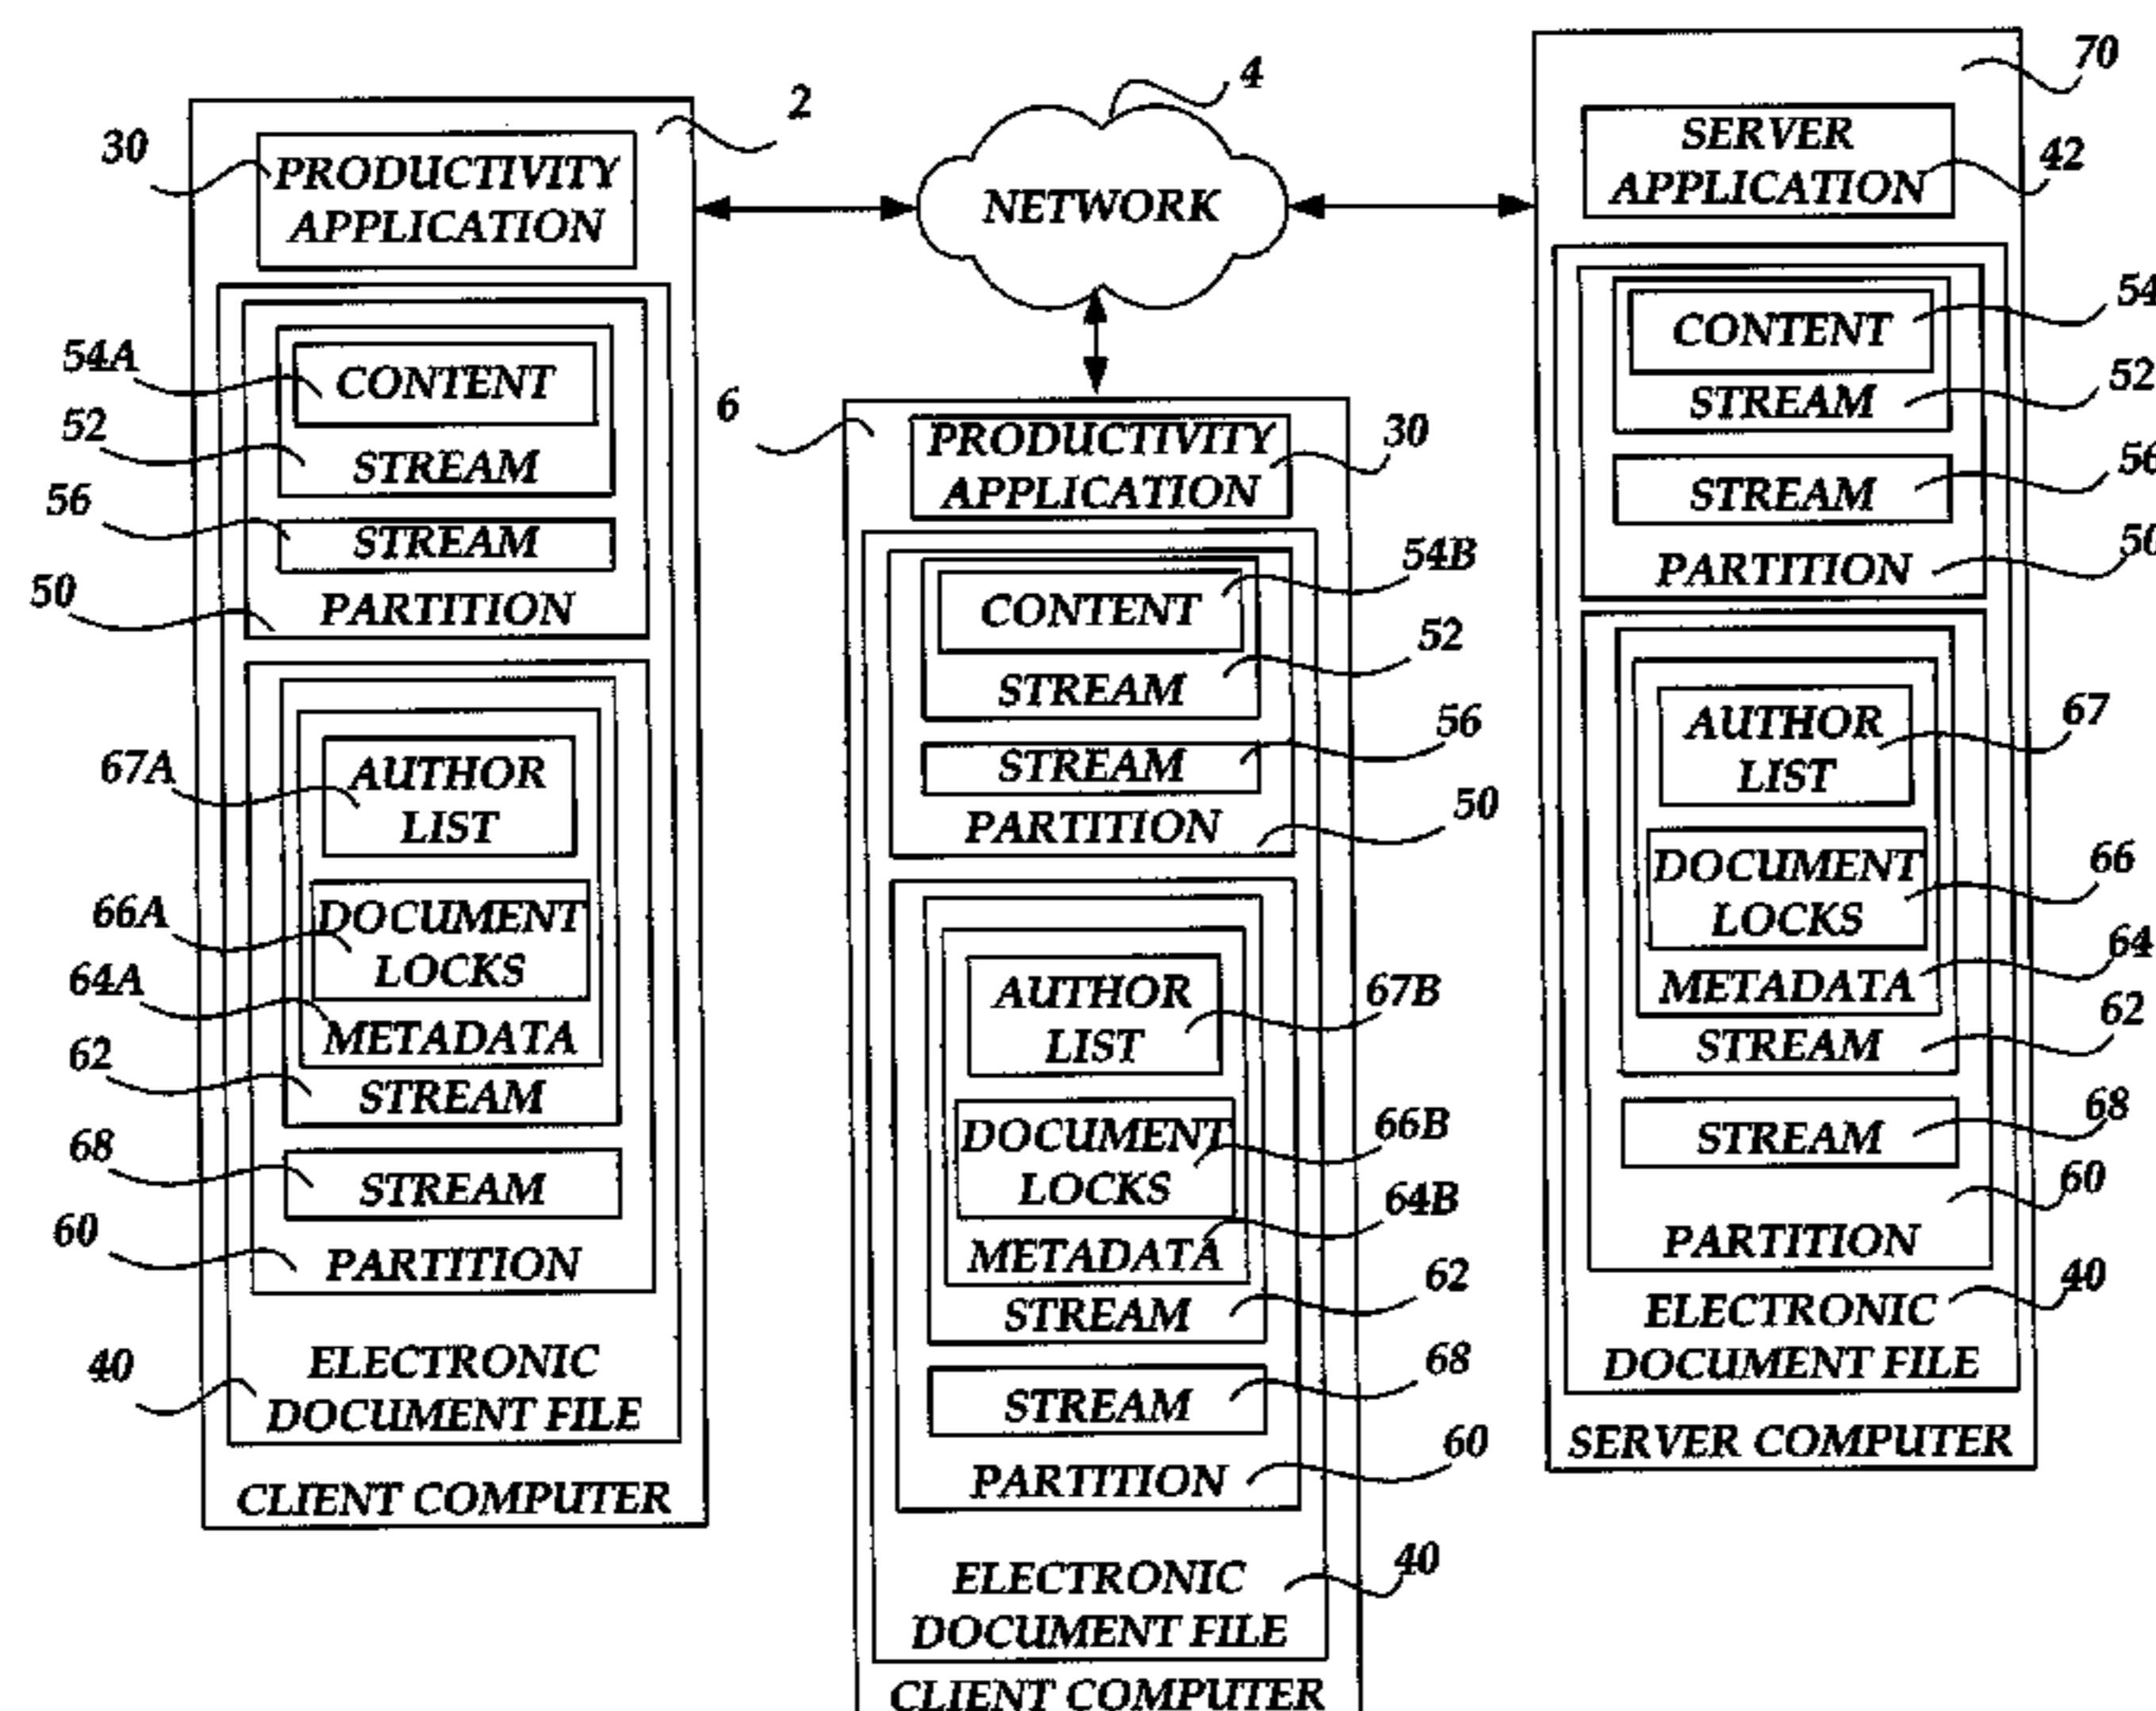 2
30
PRODUCTIVITY
APPLICATION
54A
CONTENT
52
STREAM
56
STREAM
50
PARTITION
67A
AUTHOR
LIST
66A
DOCUMENT
LOCKS
64A
METADATA
62
STREAM
68
STREAM
60
PARTITION
40
ELECTRONIC
DOCUMENT FILE
CLIENT COMPUTER
4
NETWORK
6
PRODUCTIVITY
30
APPLICATION
54B
CONTENT
52
STREAM
56
STREAM
50
PARTITION
67B
AUTHOR
LIST
66B
DOCUMENT
LOCKS
64B
METADATA
62
STREAM
68
STREAM
60
PARTITION
40
ELECTRONIC
DOCUMENT FILE
CLIENT COMPUTER
70
SERVER
APPLICATION
42
54
CONTENT
52
STREAM
56
STREAM
50
PARTITION
67
AUTHOR
LIST
66
DOCUMENT
LOCKS
64
METADATA
62
STREAM
68
STREAM
60
PARTITION
40
ELECTRONIC
DOCUMENT FILE
SERVER COMPUTER